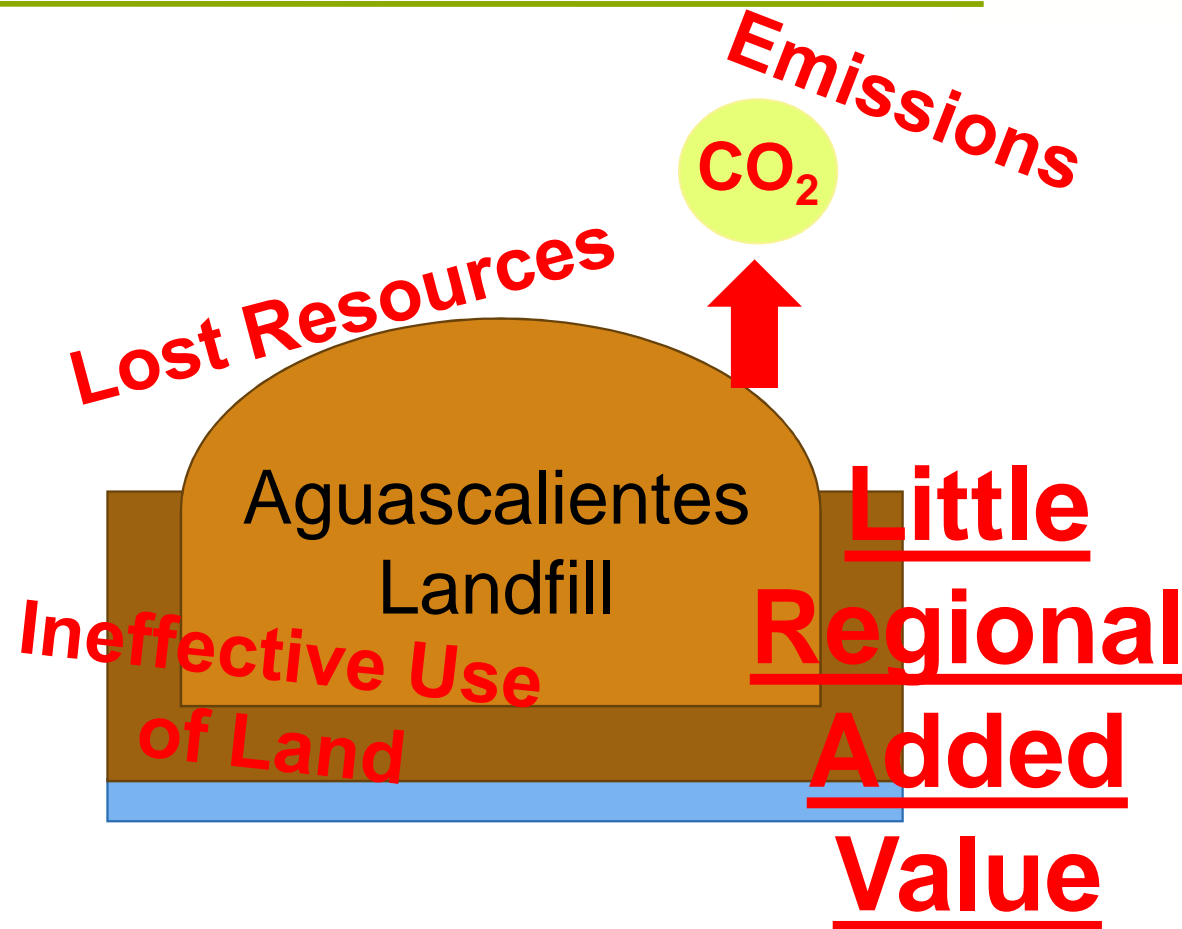 Emissions
CO₂
Lost Resources
Aguascalientes
Landfill
Ineffective Use
of Land
Little
Regional
Added
Value